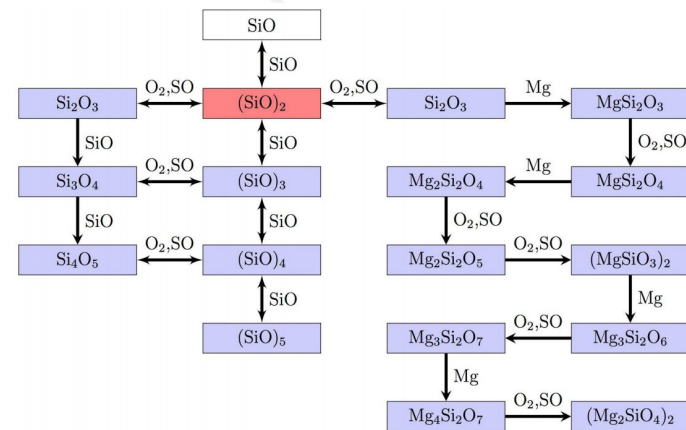 SiO
SiO
O₂,SO O₂,SO Mg
Si₂O₃ (SiO)₂ Si₂O₃ MgSi₂O₃
SiO SiO O₂,SO
O₂,SO Mg
Si₃O₄ (SiO)₃ Mg₂Si₂O₄ MgSi₂O₄
SiO SiO O₂,SO
O₂,SO O₂,SO
Si₄O₅ (SiO)₄ Mg₂Si₂O₅ (MgSiO₃)₂
SiO Mg
O₂,SO
(SiO)₅ Mg₃Si₂O₇ Mg₃Si₂O₆
Mg
O₂,SO
Mg₄Si₂O₇ (Mg₂SiO₄)₂